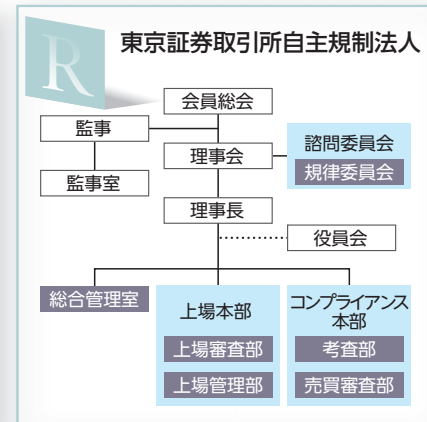 R
東京証券取引所自主規制法人
会員総会
監事
諮問委員会
理事会
規律委員会
監事室
理事長
役員会
総合管理室
上場本部
コンプライアンス
本部
上場審査部
考査部
上場管理部
売買審査部